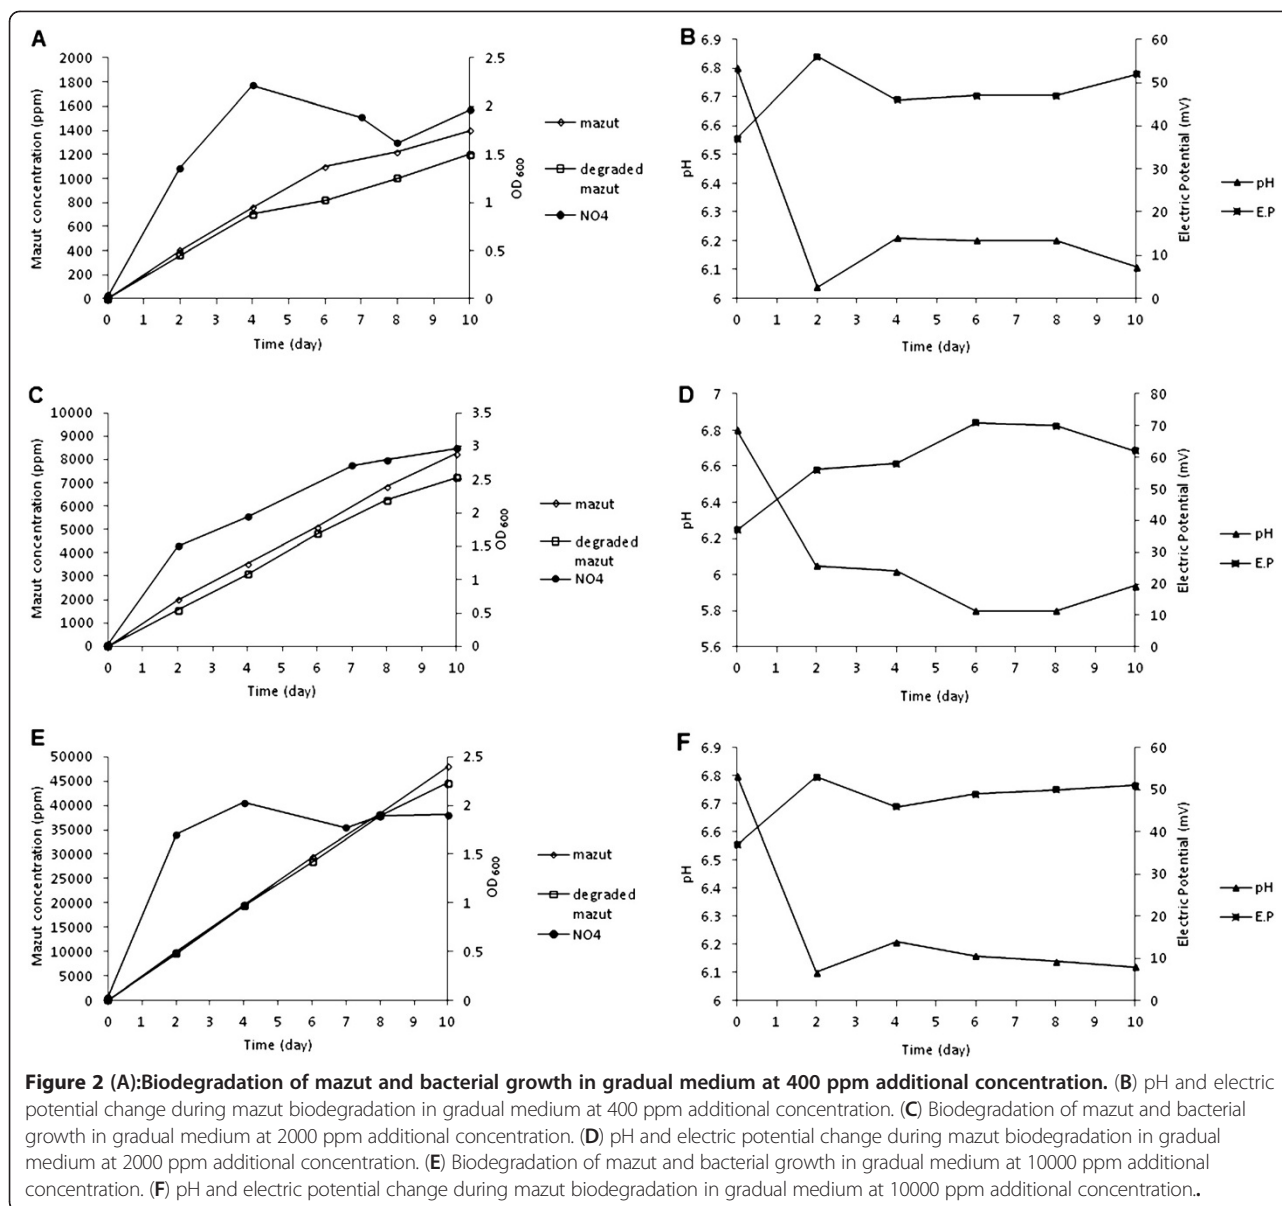 A
2000
1800
1600
1400
1200
1000
800
600
400
200
0
Mazut concentration (ppm)
0 1 2 3 4 5 6 7 8 9 10
Time (day)
2.5
2
1.5
1
0.5
0
OD 600
mazut
degraded
mazut
NO4
B
6.9
6.8
6.7
6.6
6.5
6.4
6.3
6.2
6.1
6
pH
0 1 2 3 4 5 6 7 8 9 10
Time (day)
60
50
40
30
20
10
0
Electric Potential (mV)
pH
E.P
C
10000
9000
8000
7000
6000
5000
4000
3000
2000
1000
0
Mazut concentration (ppm)
0 1 2 3 4 5 6 7 8 9 10
Time (day)
3.5
3
2.5
2
1.5
1
0.5
0
OD 600
mazut
degraded
mazut
NO4
D
7
6.8
6.6
6.4
6.2
6
5.8
5.6
pH
0 1 2 3 4 5 6 7 8 9 10
Time (day)
80
70
60
50
40
30
20
10
0
Electric Potential (mV)
pH
E.P
E
50000
45000
40000
35000
30000
25000
20000
15000
10000
5000
0
Mazut concentration (ppm)
0 1 2 3 4 5 6 7 8 9 10
Time (day)
2.5
2
1.5
1
0.5
0
OD 600
mazut
degraded
mazut
NO4
F
6.9
6.8
6.7
6.6
6.5
6.4
6.3
6.2
6.1
6
pH
0 1 2 3 4 5 6 7 8 9 10
Time (day)
60
50
40
30
20
10
0
Electric Potential (mV)
pH
E.P
Figure 2 (A):Biodegradation of mazut and bacterial growth in gradual medium at 400 ppm additional concentration. (B) pH and electric
potential change during mazut biodegradation in gradual medium at 400 ppm additional concentration. (C) Biodegradation of mazut and bacterial
growth in gradual medium at 2000 ppm additional concentration. (D) pH and electric potential change during mazut biodegradation in gradual
medium at 2000 ppm additional concentration. (E) Biodegradation of mazut and bacterial growth in gradual medium at 10000 ppm additional
concentration. (F) pH and electric potential change during mazut biodegradation in gradual medium at 10000 ppm additional concentration..